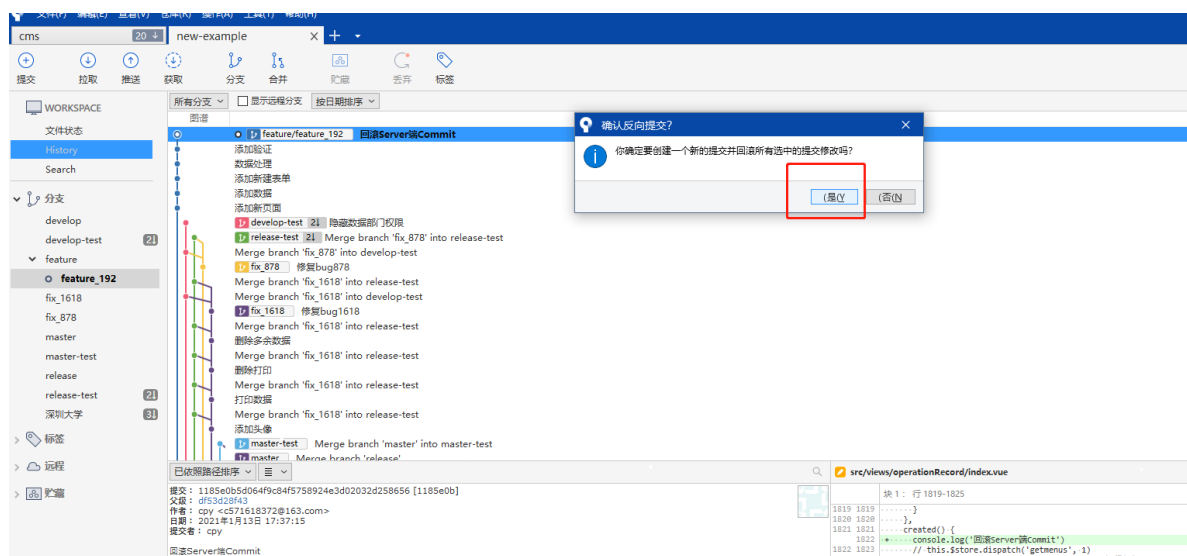 文件(F) 编辑(E) 查看(V) 仓库(R) 操作(A) 工具(T) 帮助(H)
cms 20 ↓ new-example × + ▾
提交 拉取 推送 获取 分支 合并 贮藏 丢弃 标签
WORKSPACE
文件状态
History
Search
分支
develop
develop-test 2↓
feature
feature_192
fix_1618
fix_878
master
master-test
release
release-test 2↓
深圳大学 3↓
标签
远程
贮藏
所有分支 显示远程分支 按日期排序
图谱
feature/feature_192 回滚Server端Commit
添加验证
数据处理
添加新建表单
添加数据
添加新页面
develop-test 2↓ 隐藏数据部门权限
release-test 2↓ Merge branch 'fix_878' into release-test
Merge branch 'fix_878' into develop-test
fix_878 修复bug878
Merge branch 'fix_1618' into release-test
Merge branch 'fix_1618' into develop-test
fix_1618 修复bug1618
Merge branch 'fix_1618' into release-test
删除多余数据
Merge branch 'fix_1618' into release-test
删除打印
Merge branch 'fix_1618' into release-test
打印数据
Merge branch 'fix_1618' into release-test
添加头像
master-test Merge branch 'master' into master-test
master Merge branch 'release'
确认反向提交? ×
你确定要创建一个新的提交并回滚所有选中的提交修改吗?
(是(Y (否(N
已依照路径排序
提交: 1185e0b5d064f9c84f5758924e3d02032d258656 [1185e0b]
父级: df53d28f43
作者: cpy <c571618372@163.com>
日期: 2021年1月13日 17:37:15
提交者: cpy
回滚Server端Commit
src/views/operationRecord/index.vue
块 1: 行 1819-1825
1819 1819 }
1820 1820 },
1821 1821 created() {
1822 + console.log('回滚Server端Commit')
1822 1823 // this.$store.dispatch('getmenus', 1)